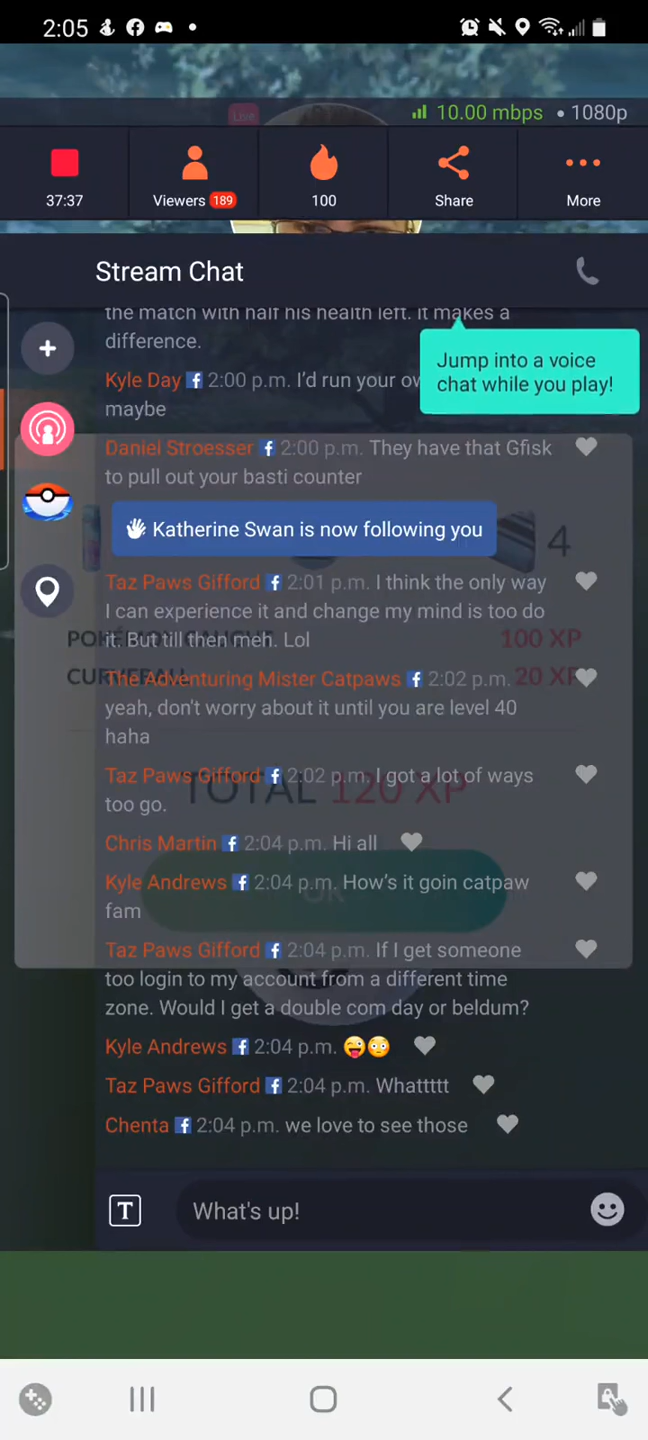 2:05
Live
10.00 mbps • 1080p
37:37
Viewers 189
100
Share
More
Stream Chat
the match with half his health left. It makes a
difference.
Jump into a voice
chat while you play!
Kyle Day 2:00 p.m. I'd run your ow
maybe
Daniel Stroesser 2:00 p.m. They have that Gfisk
to pull out your basti counter
Katherine Swan is now following you
4
Taz Paws Gifford 2:01 p.m. I think the only way
I can experience it and change my mind is too do
it. But till then meh. Lol
POKÉMON CAUGHT 100 XP
CURVEBALL 20 XP
The Adventuring Mister Catpaws 2:02 p.m.
yeah, don't worry about it until you are level 40
haha
Taz Paws Gifford 2:02 p.m. I got a lot of ways
too go.
TOTAL 120 XP
Chris Martin 2:04 p.m. Hi all
Kyle Andrews 2:04 p.m. How's it goin catpaw
fam
OK
Taz Paws Gifford 2:04 p.m. If I get someone
too login to my account from a different time
zone. Would I get a double com day or beldum?
Kyle Andrews 2:04 p.m. 😜😳
Taz Paws Gifford 2:04 p.m. Whattttt
Chenta 2:04 p.m. we love to see those
T What's up!